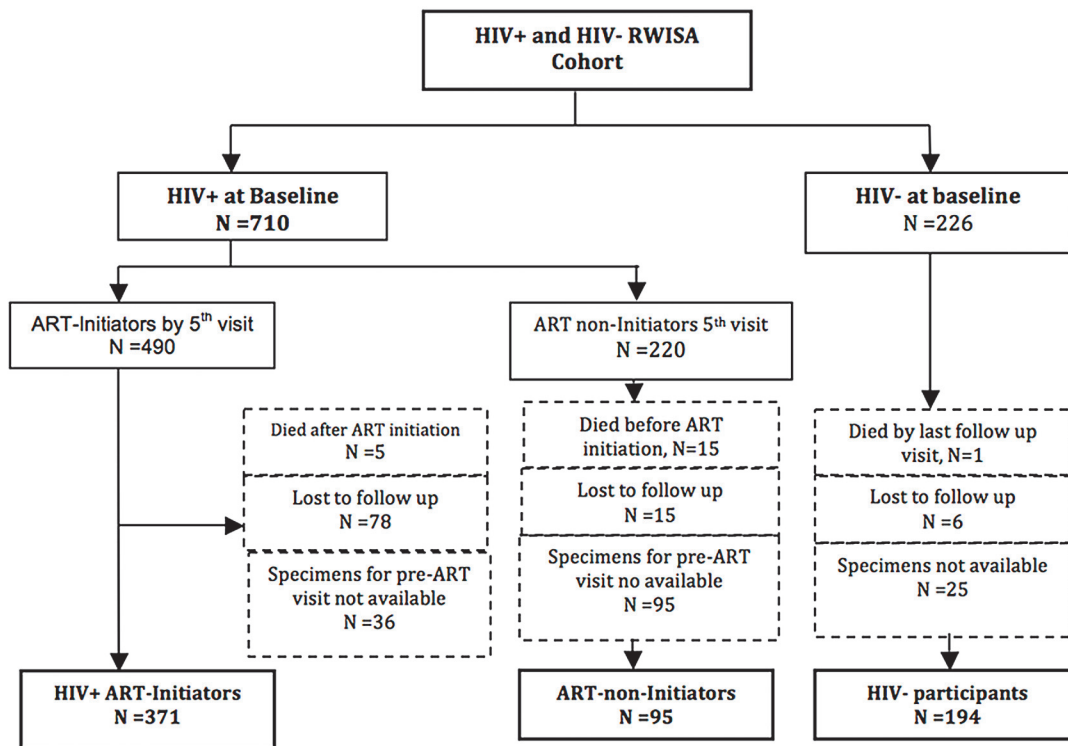 HIV+ and HIV- RWISA
Cohort
HIV+ at Baseline
N =710
HIV- at baseline
N =226
ART-Initiators by 5th visit
N =490
ART non-Initiators 5th visit
N =220
Died after ART initiation
N =5
Lost to follow up
N =78
Specimens for pre-ART
visit not available
N =36
Died before ART
initiation, N=15
Lost to follow up
N =15
Specimens for pre-ART
visit no available
N =95
Died by last follow up
visit, N=1
Lost to follow up
N =6
Specimens not available
N =25
HIV+ ART-Initiators
N =371
ART-non-Initiators
N =95
HIV- participants
N =194